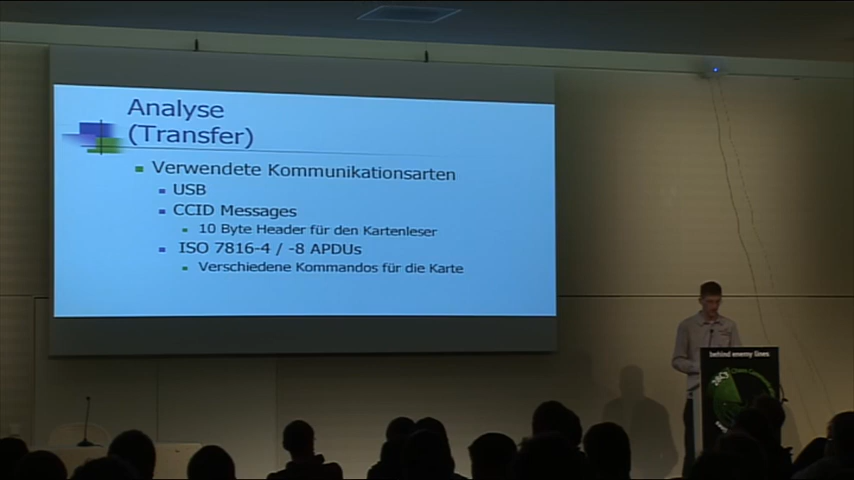 Analyse
(Transfer)
Verwendete Kommunikationsarten
USB
CCID Messages
10 Byte Header für den Kartenleser
ISO 7816-4 / -8 APDUs
Verschiedene Kommandos für die Karte
behind enemy lines